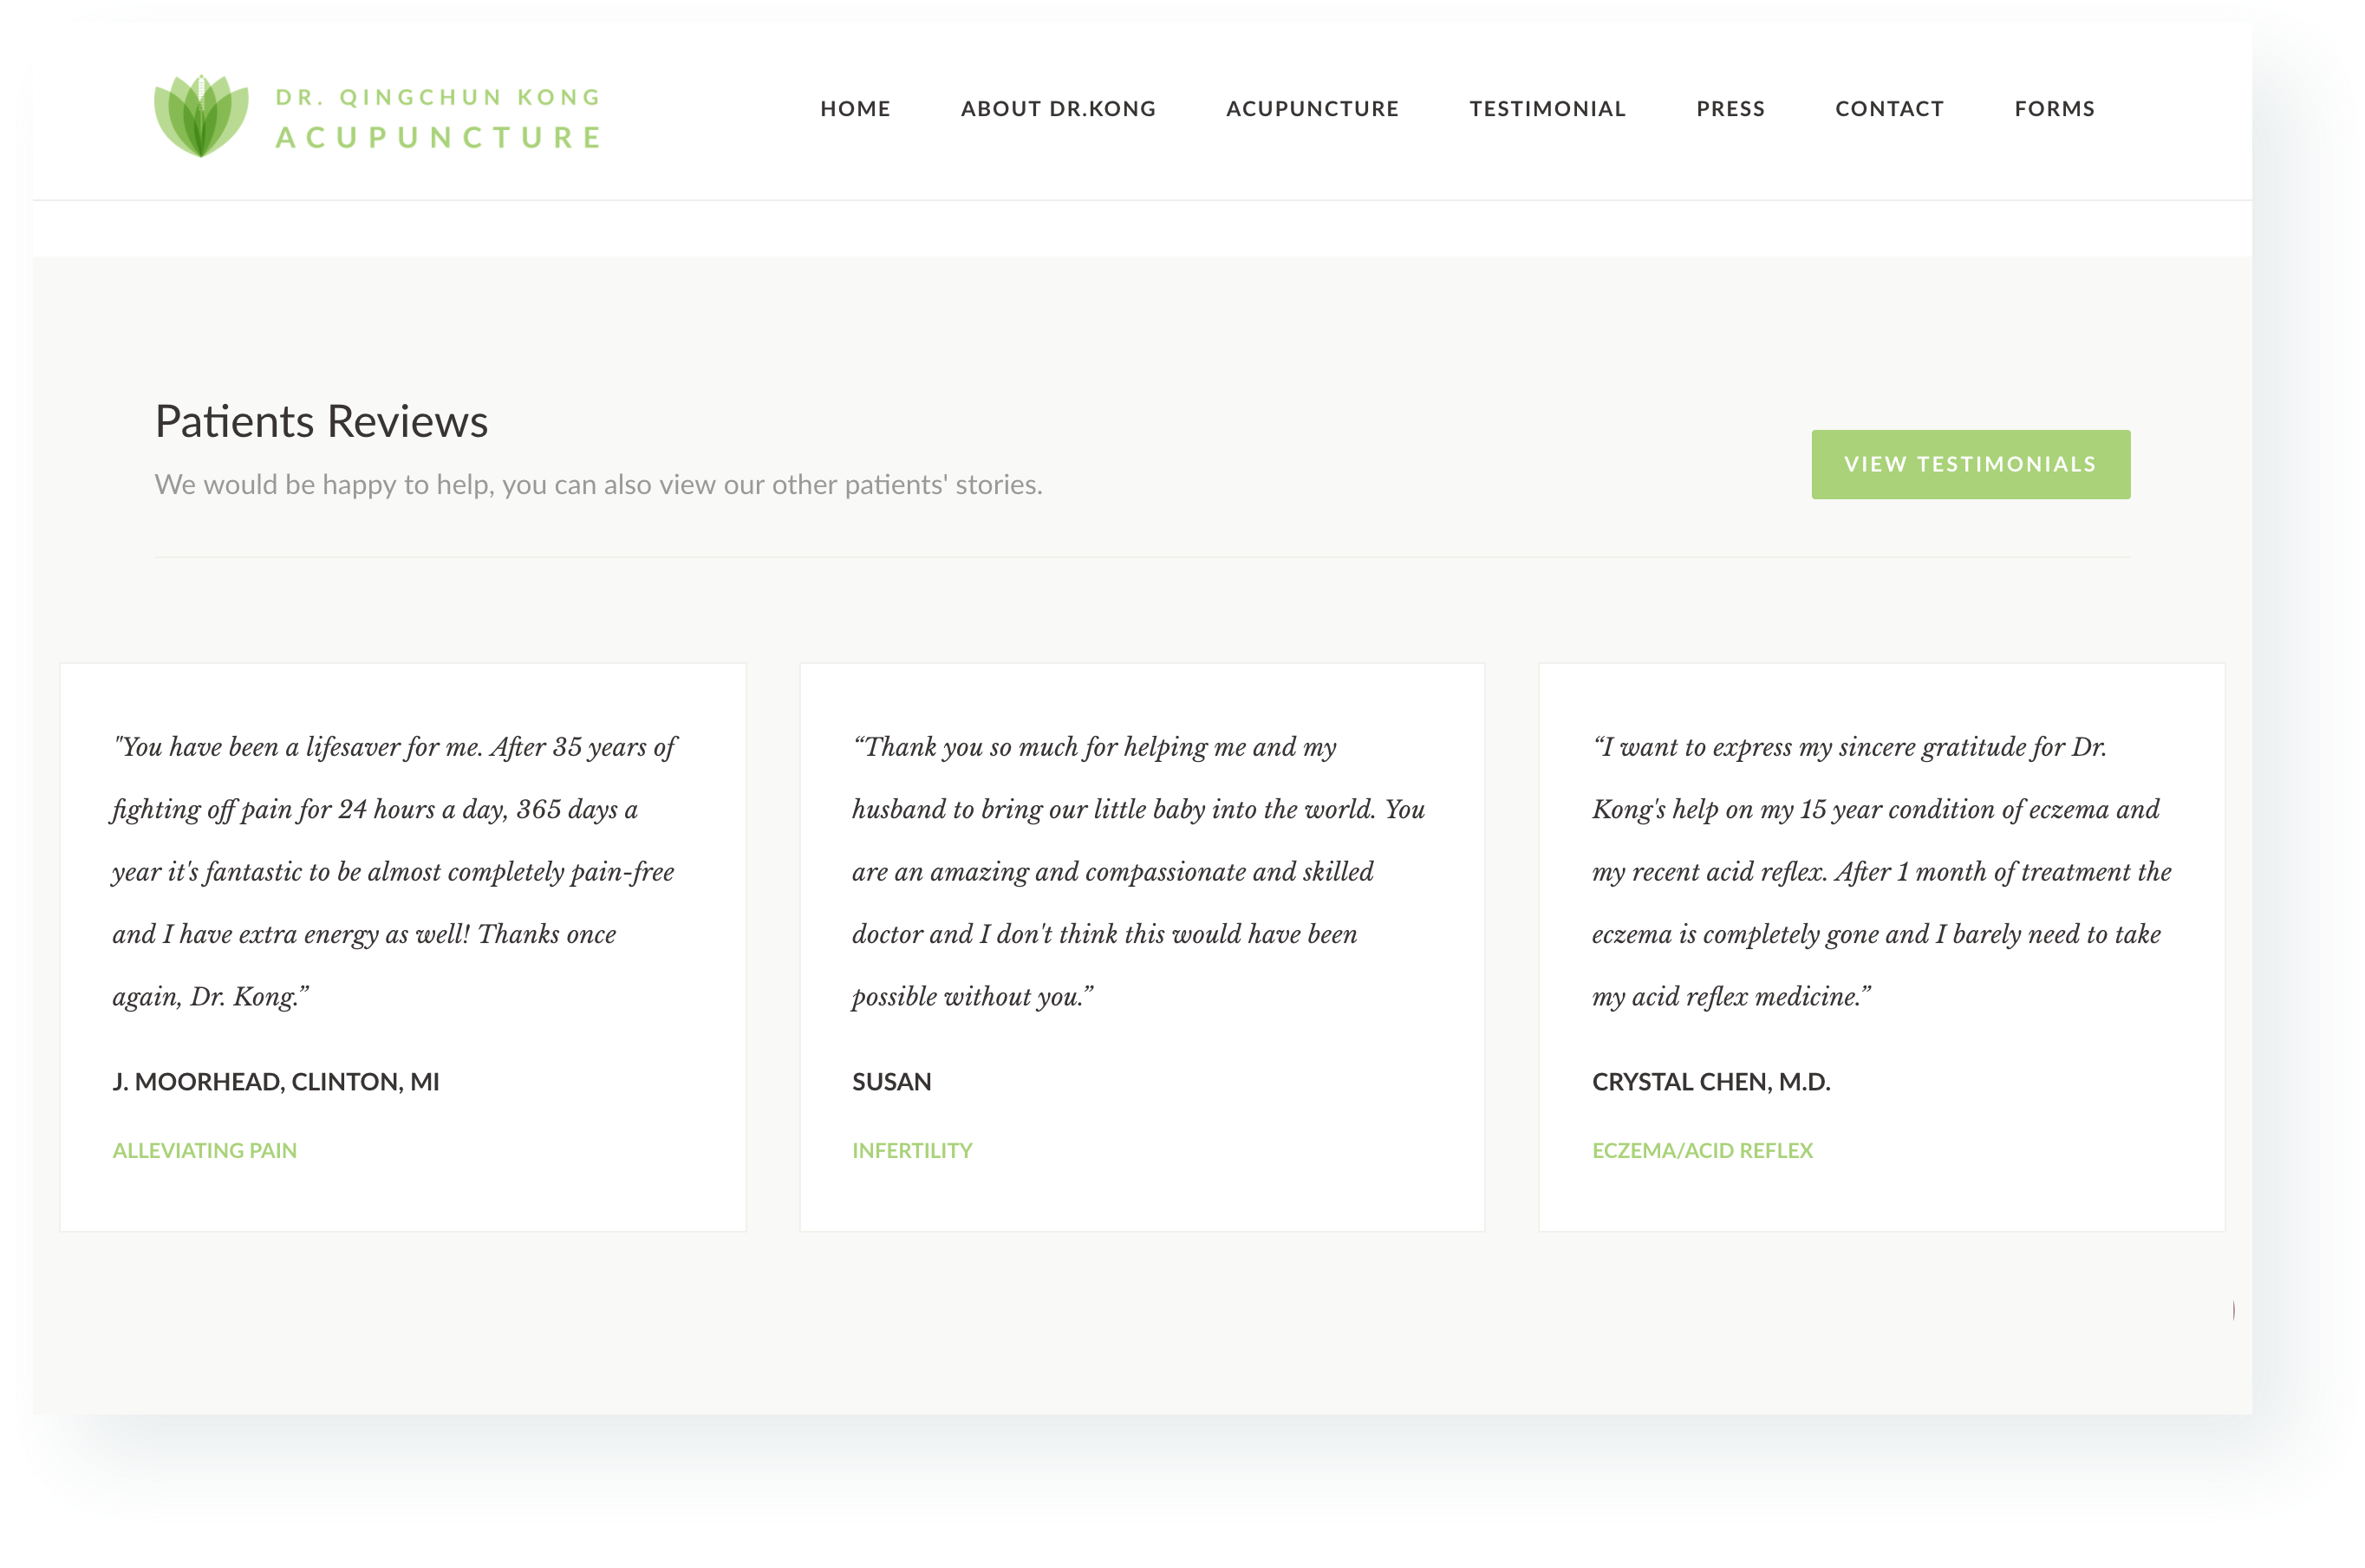 DR. QINGCHUN KONG
ACUPUNCTURE
HOME ABOUT DR.KONG ACUPUNCTURE TESTIMONIAL PRESS CONTACT FORMS
Patients Reviews
We would be happy to help, you can also view our other patients' stories.
VIEW TESTIMONIALS
"You have been a lifesaver for me. After 35 years of
fighting off pain for 24 hours a day, 365 days a
year it's fantastic to be almost completely pain-free
and I have extra energy as well! Thanks once
again, Dr. Kong.”
J. MOORHEAD, CLINTON, MI
ALLEVIATING PAIN
“Thank you so much for helping me and my
husband to bring our little baby into the world. You
are an amazing and compassionate and skilled
doctor and I don't think this would have been
possible without you.”
SUSAN
INFERTILITY
“I want to express my sincere gratitude for Dr.
Kong's help on my 15 year condition of eczema and
my recent acid reflex. After 1 month of treatment the
eczema is completely gone and I barely need to take
my acid reflex medicine.”
CRYSTAL CHEN, M.D.
ECZEMA/ACID REFLEX